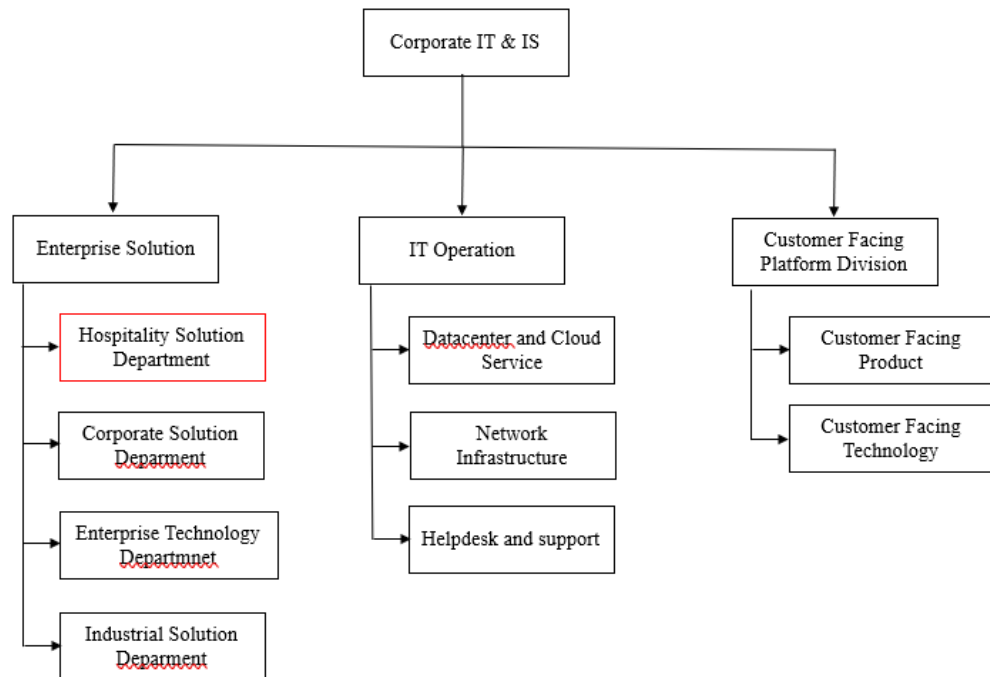 Corporate IT & IS
Enterprise Solution
Hospitality Solution
Department
Corporate Solution
Deparment
Enterprise Technology
Departmnet
Industrial Solution
Deparment
IT Operation
Datacenter and Cloud
Service
Network
Infrastructure
Helpdesk and support
Customer Facing
Platform Division
Customer Facing
Product
Customer Facing
Technology